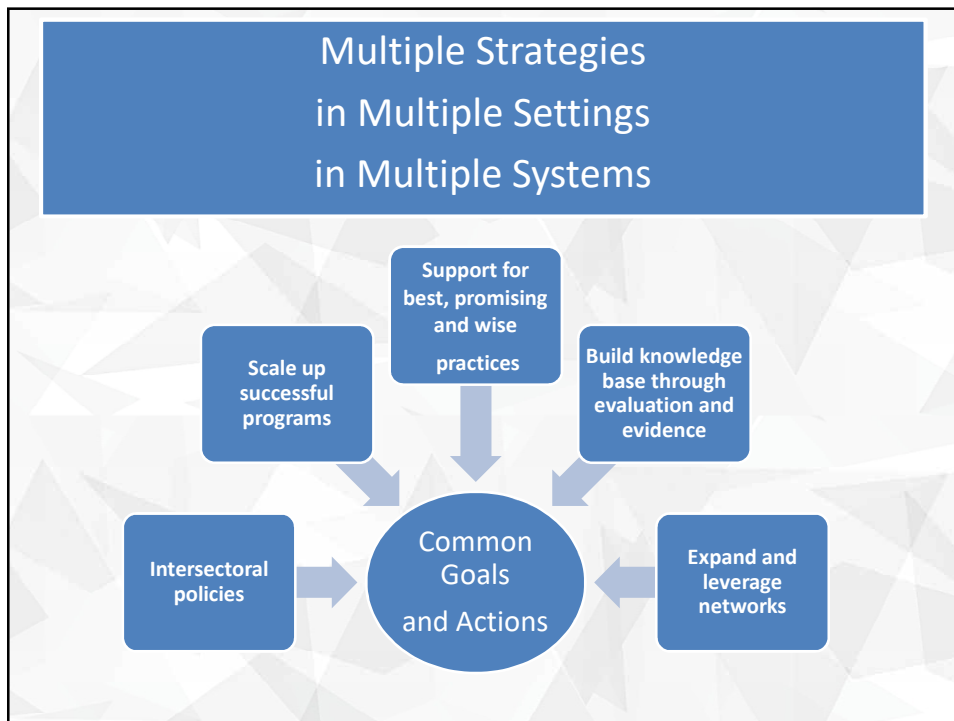 Multiple Strategies
in Multiple Settings
in Multiple Systems
Support for
best, promising
and wise
practices
Scale up
successful
programs
Build knowledge
base through
evaluation and
evidence
Intersectoral
policies
Common
Goals
and Actions
Expand and
leverage
networks